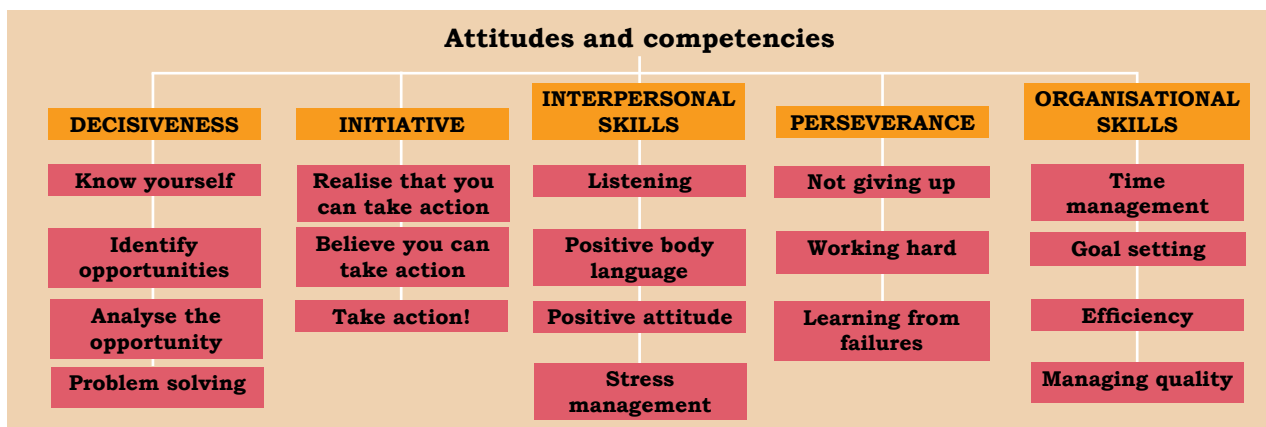 Attitudes and competencies
DECISIVENESS
Know yourself
Identify
opportunities
Analyse the
opportunity
Problem solving
INITIATIVE
Realise that you
can take action
Believe you can
take action
Take action!
INTERPERSONAL
SKILLS
Listening
Positive body
language
Positive attitude
Stress
management
PERSEVERANCE
Not giving up
Working hard
Learning from
failures
ORGANISATIONAL
SKILLS
Time
management
Goal setting
Efficiency
Managing quality